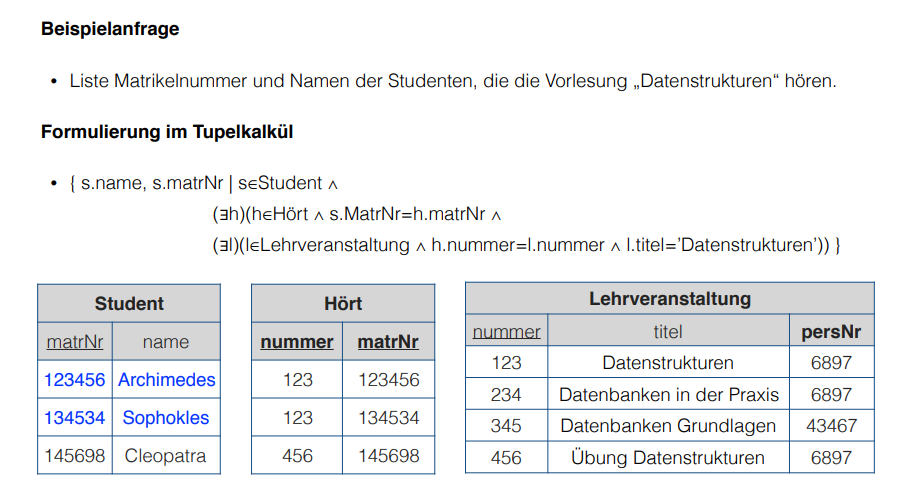 Beispielanfrage
• Liste Matrikelnummer und Namen der Studenten, die die Vorlesung „Datenstrukturen“ hören.
Formulierung im Tupelkalkül
• { s.name, s.matrNr | s∈Student ∧
(∃h)(h∈Hört ∧ s.MatrNr=h.matrNr ∧
(∃l)(l∈Lehrveranstaltung ∧ h.nummer=l.nummer ∧ l.titel=’Datenstrukturen’)) }
Student
matrNr name
123456 Archimedes
134534 Sophokles
145698 Cleopatra
Hört
nummer matrNr
123 123456
123 134534
456 145698
Lehrveranstaltung
nummer titel persNr
123 Datenstrukturen 6897
234 Datenbanken in der Praxis 6897
345 Datenbanken Grundlagen 43467
456 Übung Datenstrukturen 6897